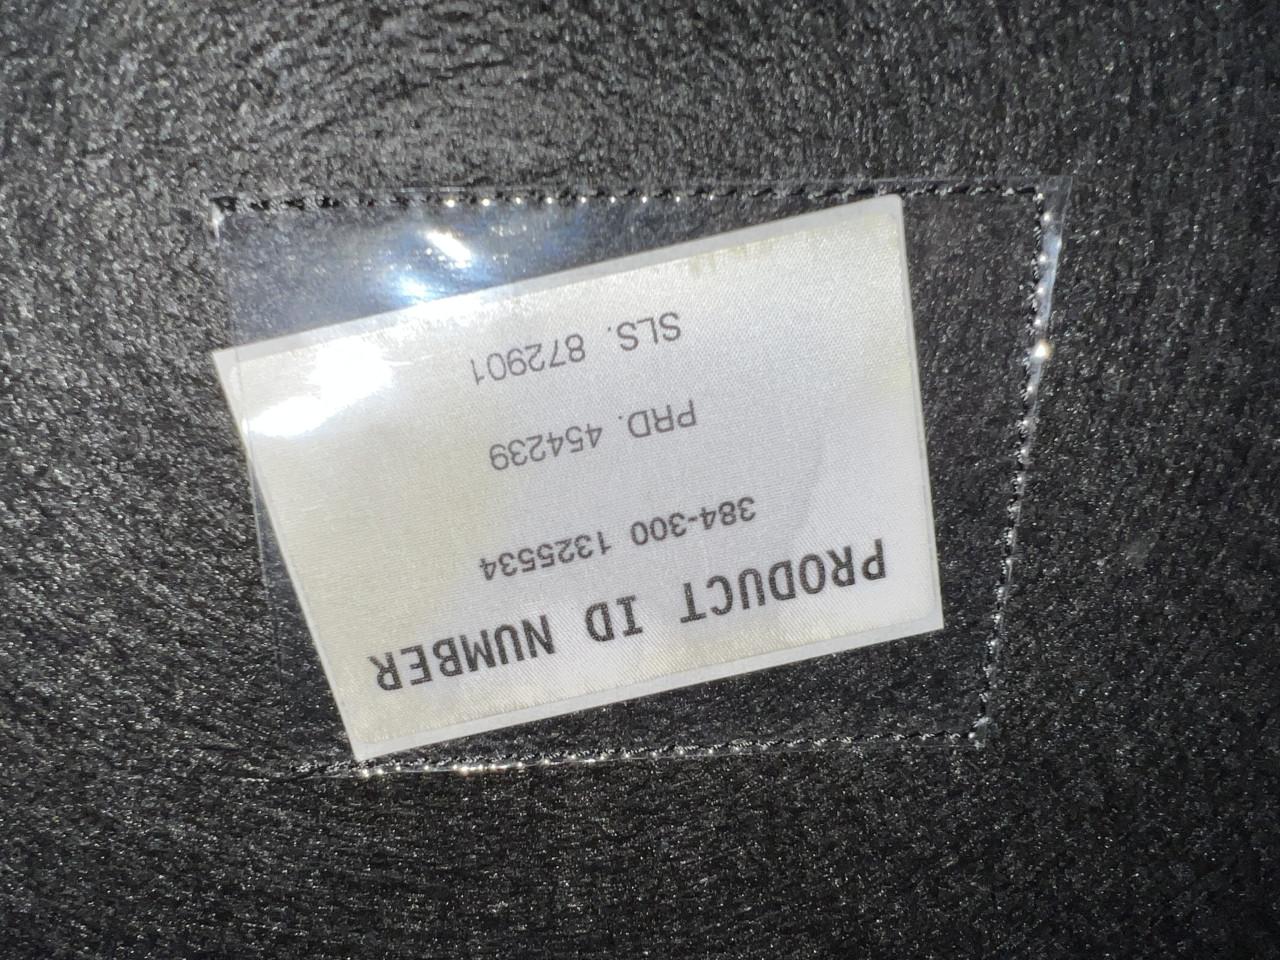 PRODUCT ID NUMBER
384-300 1325534
PRD. 454239
SLS. 872901